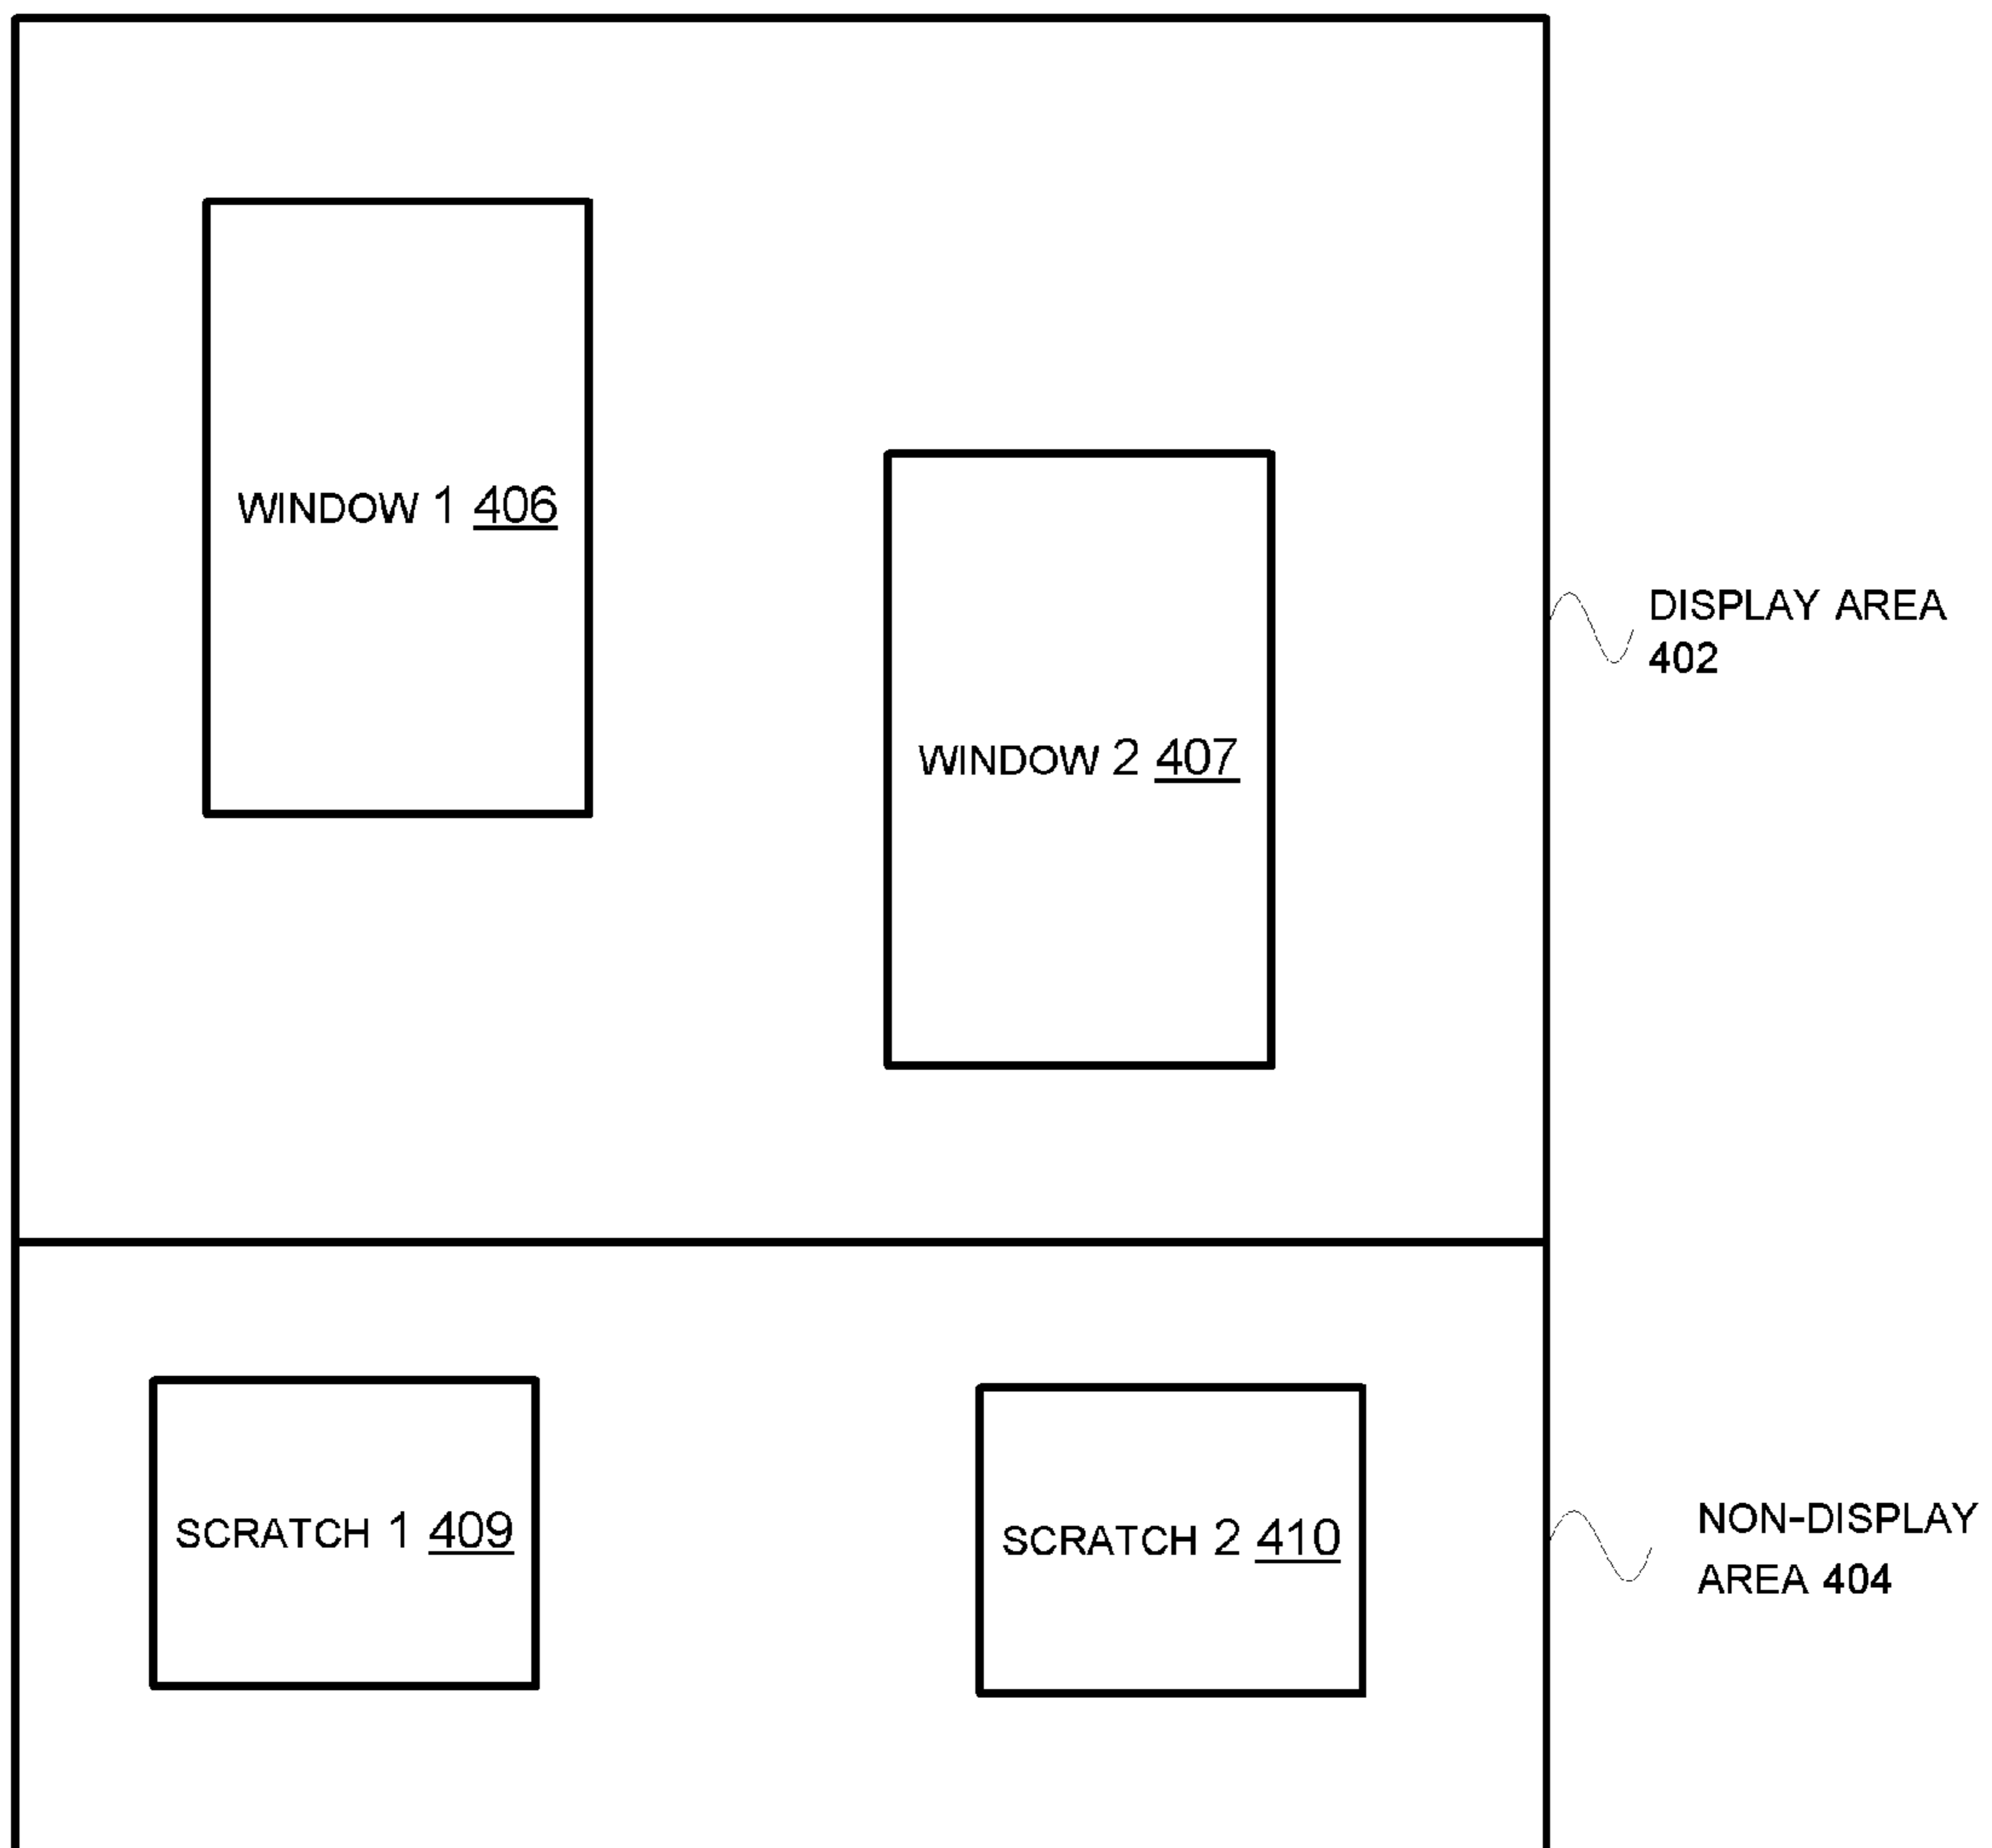 WINDOW 1 406
WINDOW 2 407
DISPLAY AREA
402
SCRATCH 1 409
SCRATCH 2 410
NON-DISPLAY
AREA 404